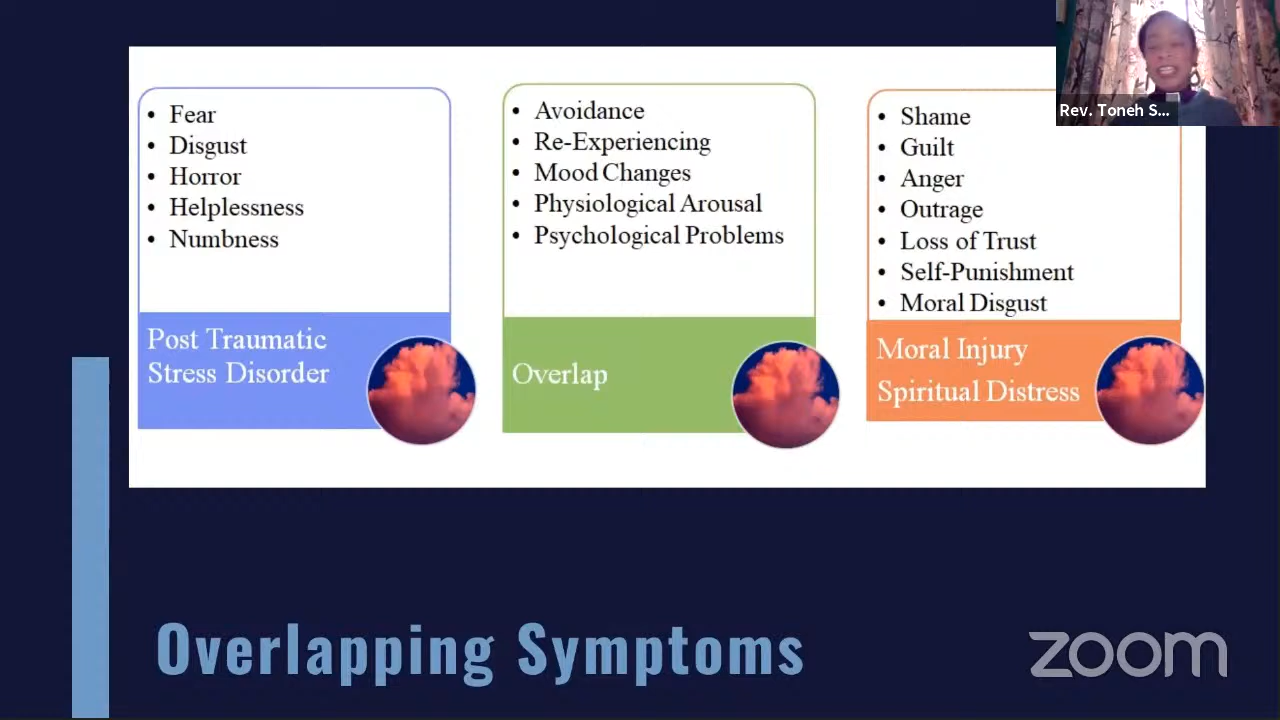 Rev. Toneh S...
• Fear
• Disgust
• Horror
• Helplessness
• Numbness
Post Traumatic
Stress Disorder
• Avoidance
• Re-Experiencing
• Mood Changes
• Physiological Arousal
• Psychological Problems
Overlap
• Shame
• Guilt
• Anger
• Outrage
• Loss of Trust
• Self-Punishment
• Moral Disgust
Moral Injury
Spiritual Distress
Overlapping Symptoms
zoom